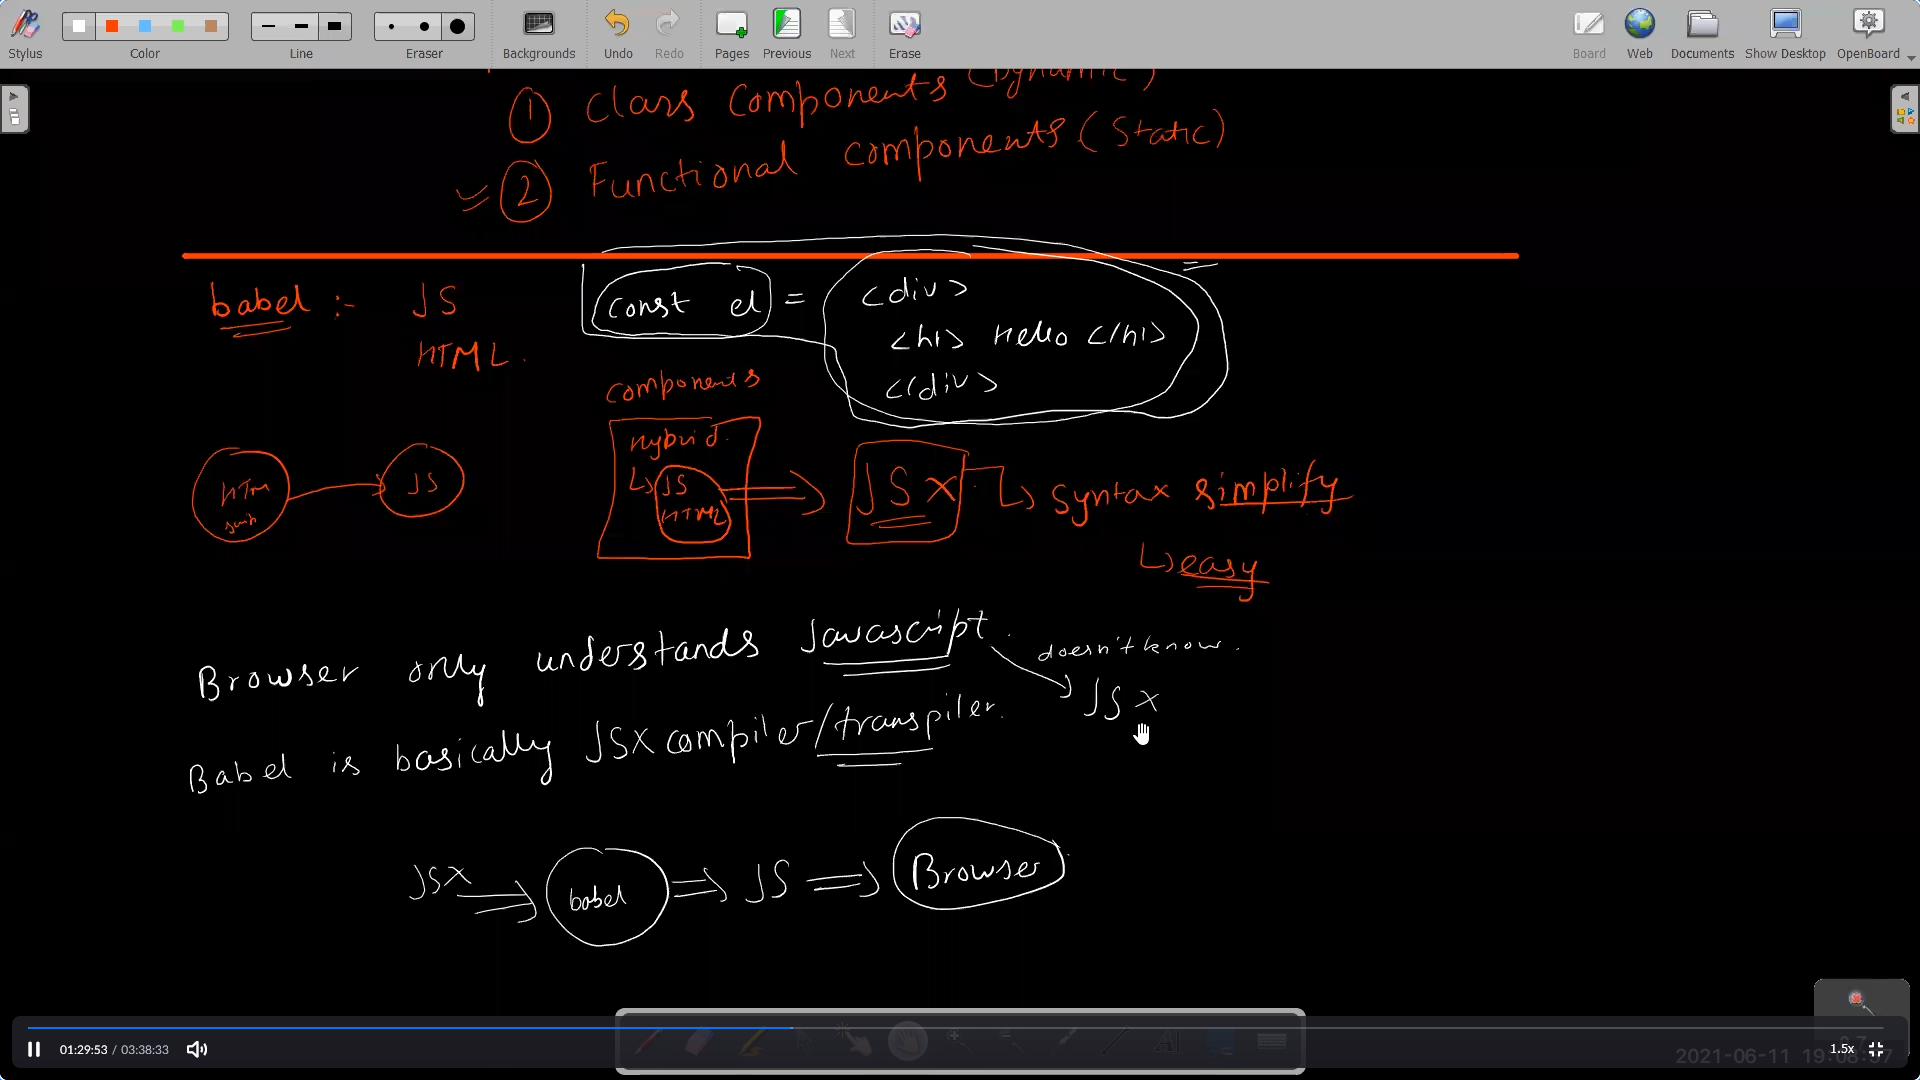 Stylus
Color
Line
Eraser
Backgrounds
Undo
Redo
Pages
Previous
Next
Erase
Board
Web
Documents
Show Desktop
OpenBoard
1 Class Components (Dynamic)
2 Functional components (Static)
babel :- JS
HTML.
const el = <div>
<h1> Hello </h1>
</div>
components
Hybrid.
JS
HTML
JSX
syntax simplify
easy
HTM
JS
Browser only understands Javascript.
doesn't know.
JSX
Babel is basically JSX compiler/transpiler.
JSX
babel
JS
Browser
01:29:53 / 03:38:33
1.5x
2021-06-11